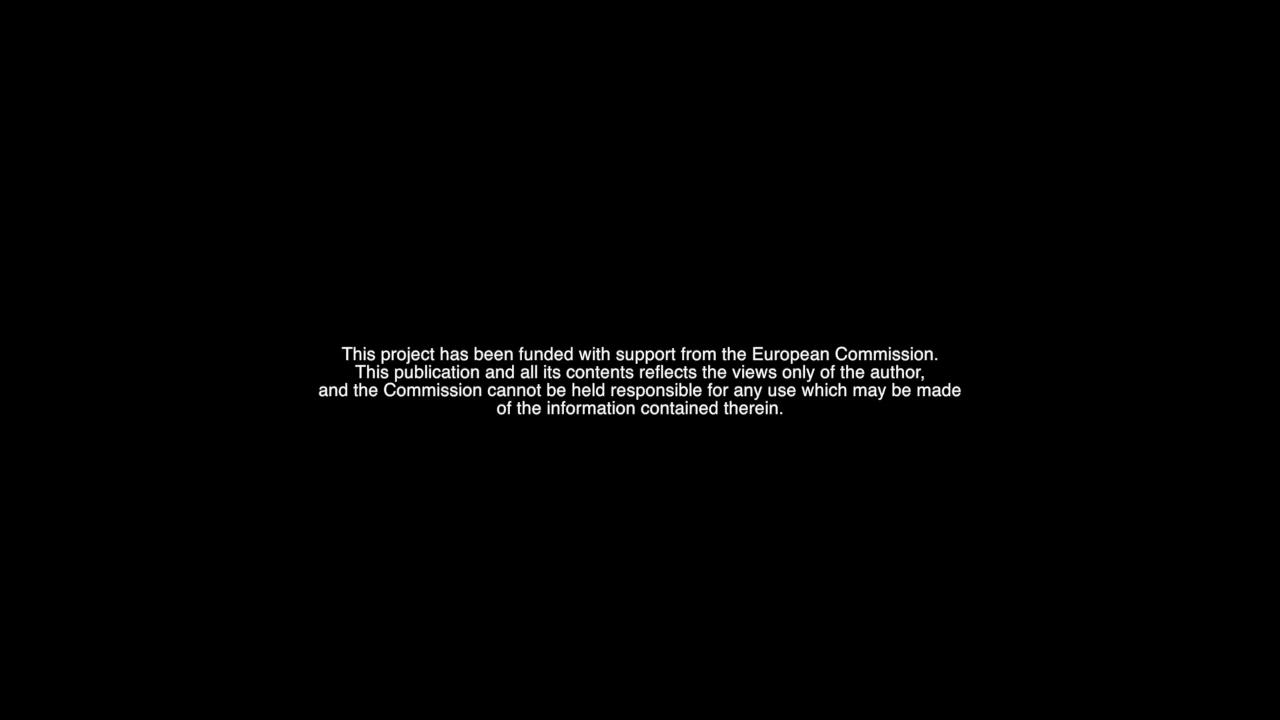 This project has been funded with support from the European Commission.
This publication and all its contents reflects the views only of the author,
and the Commission cannot be held responsible for any use which may be made
of the information contained therein.